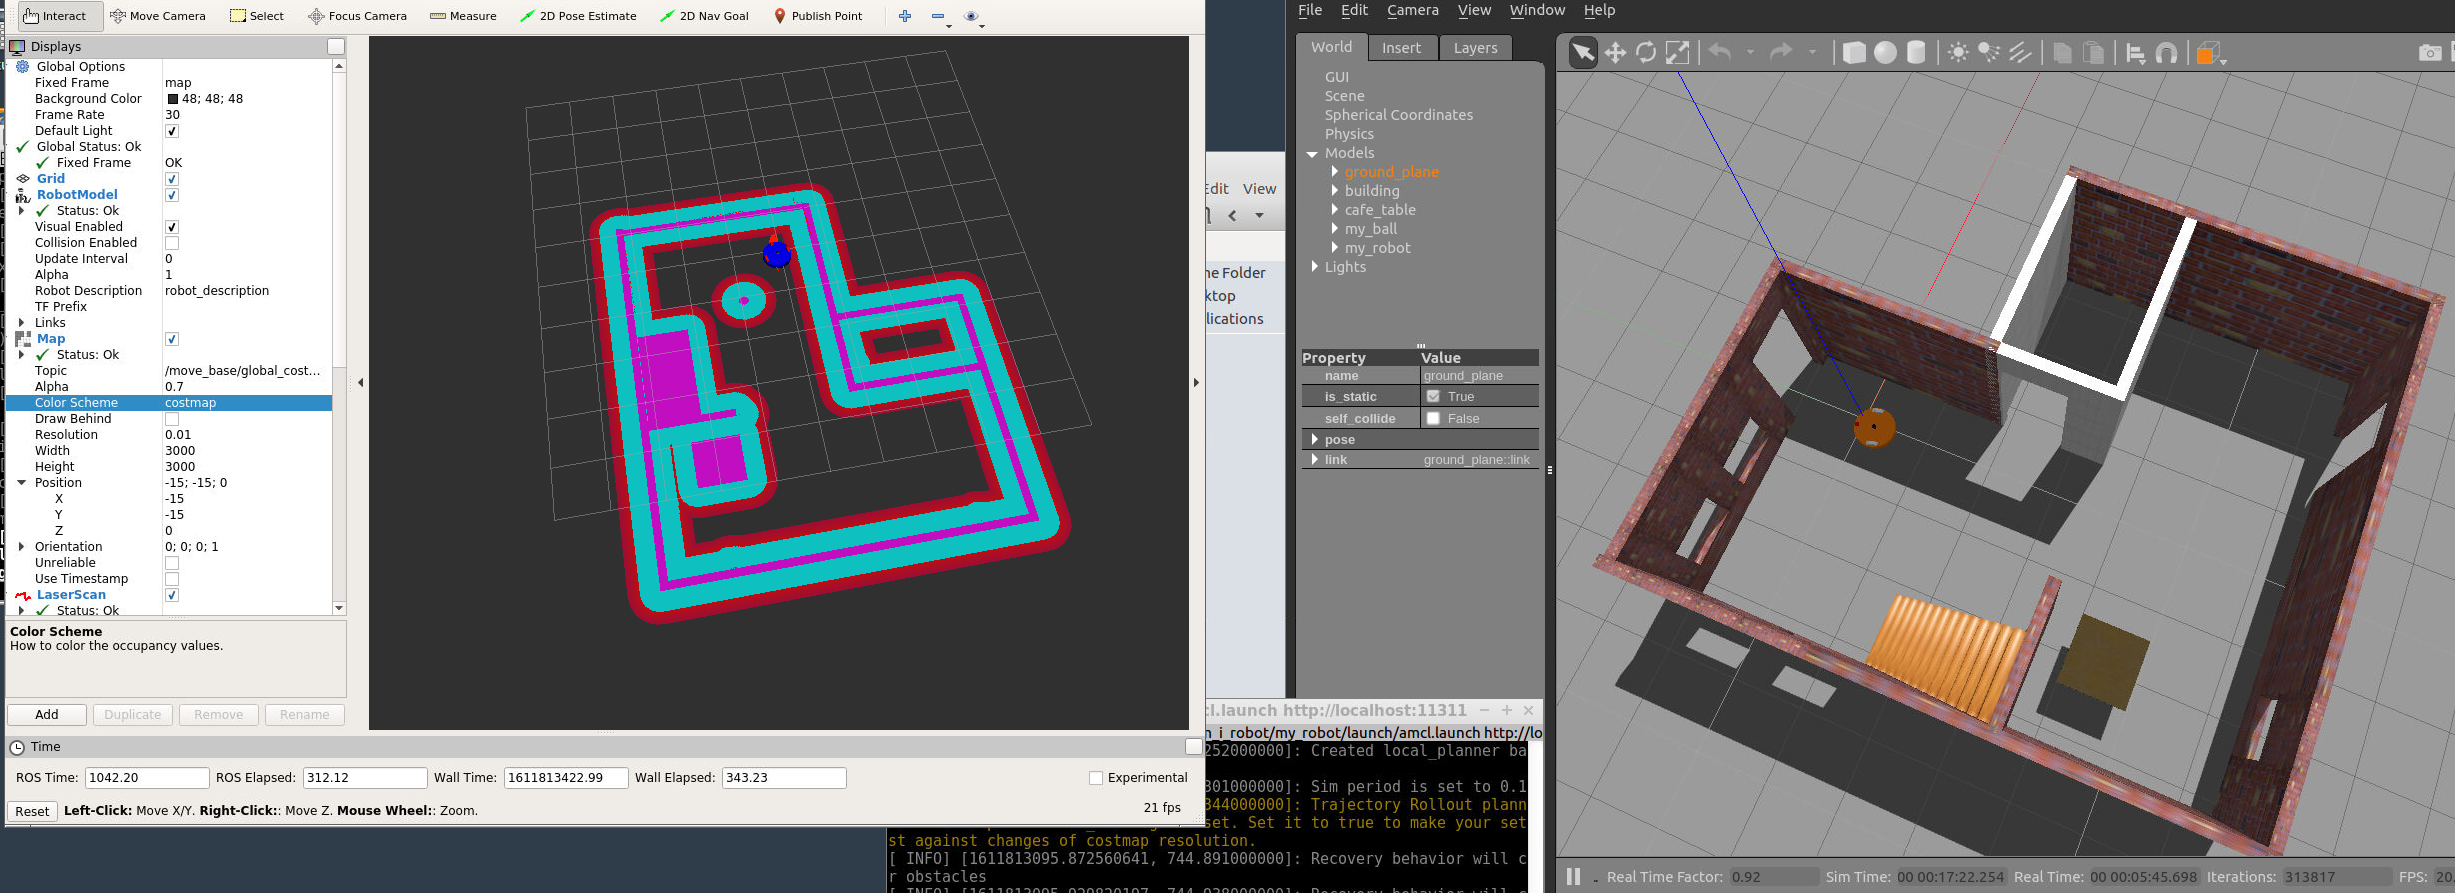 Interact Move Camera Select Focus Camera Measure 2D Pose Estimate 2D Nav Goal Publish Point
Displays
Global Options
Fixed Frame map
Background Color 48; 48; 48
Frame Rate 30
Default Light
Global Status: Ok
Fixed Frame OK
Grid
RobotModel
Status: Ok
Visual Enabled
Collision Enabled
Update Interval 0
Alpha 1
Robot Description robot_description
TF Prefix
Links
Map
Status: Ok
Topic /move_base/global_cost...
Alpha 0.7
Color Scheme costmap
Draw Behind
Resolution 0.01
Width 3000
Height 3000
Position -15; -15; 0
X -15
Y -15
Z 0
Orientation 0; 0; 0; 1
Unreliable
Use Timestamp
LaserScan
Status: Ok
Color Scheme
How to color the occupancy values.
Add Duplicate Remove Rename
Time
ROS Time: 1042.20 ROS Elapsed: 312.12 Wall Time: 1611813422.99 Wall Elapsed: 343.23 Experimental
Reset Left-Click: Move X/Y. Right-Click:: Move Z. Mouse Wheel:: Zoom. 21 fps
Edit View
ne Folder
ktop
lications
cl.launch http://localhost:11311
_i_robot/my_robot/launch/amcl.launch http://lo
252000000]: Created local_planner ba
301000000]: Sim period is set to 0.1
344000000]: Trajectory Rollout plann
set. Set it to true to make your set
st against changes of costmap resolution.
[ INFO] [1611813095.872560641, 744.891000000]: Recovery behavior will c
r obstacles
[ INFO] [1611813095.929820197, 744.938000000]: Recovery behavior will c
File Edit Camera View Window Help
World Insert Layers
GUI
Scene
Spherical Coordinates
Physics
Models
ground_plane
building
cafe_table
my_ball
my_robot
Lights
Property Value
name ground_plane
is_static True
self_collide False
pose
link ground_plane::link
Real Time Factor: 0.92 Sim Time: 00 00:17:22.254 Real Time: 00 00:05:45.698 Iterations: 313817 FPS: 20